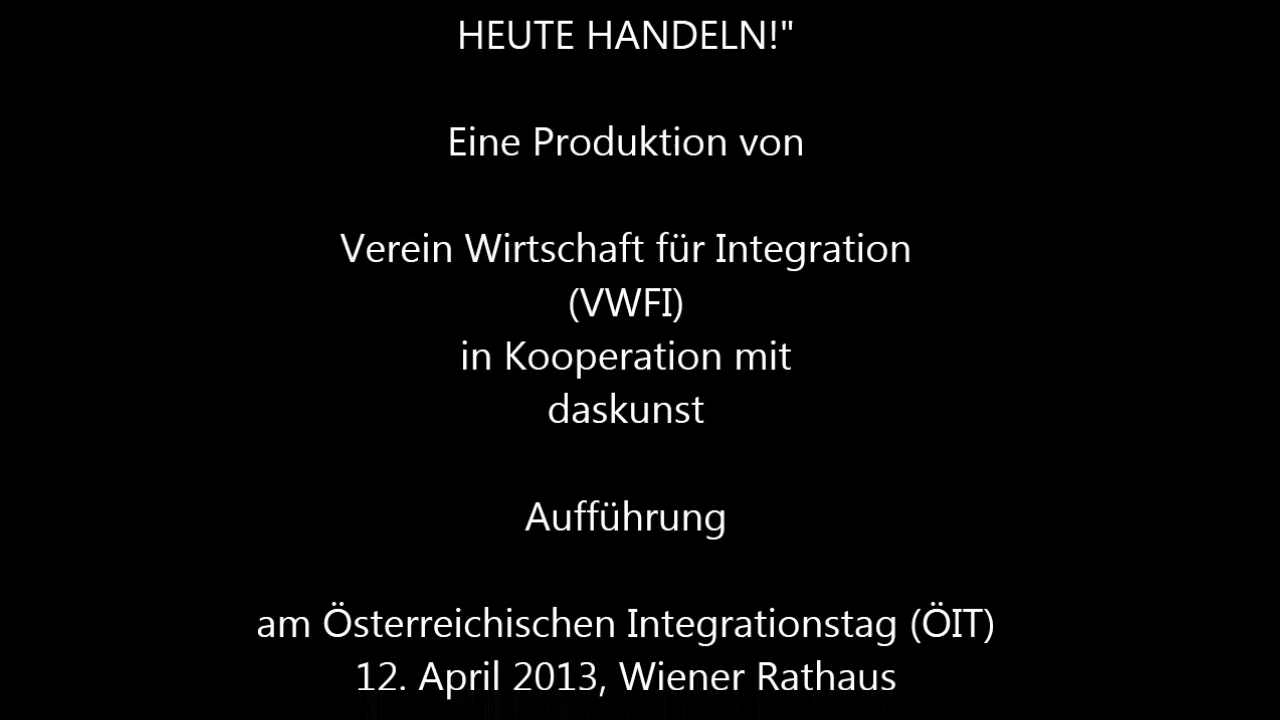 HEUTE HANDELN!"
Eine Produktion von
Verein Wirtschaft für Integration
(VWFI)
in Kooperation mit
daskunst
Aufführung
am Österreichischen Integrationstag (ÖIT)
12. April 2013, Wiener Rathaus